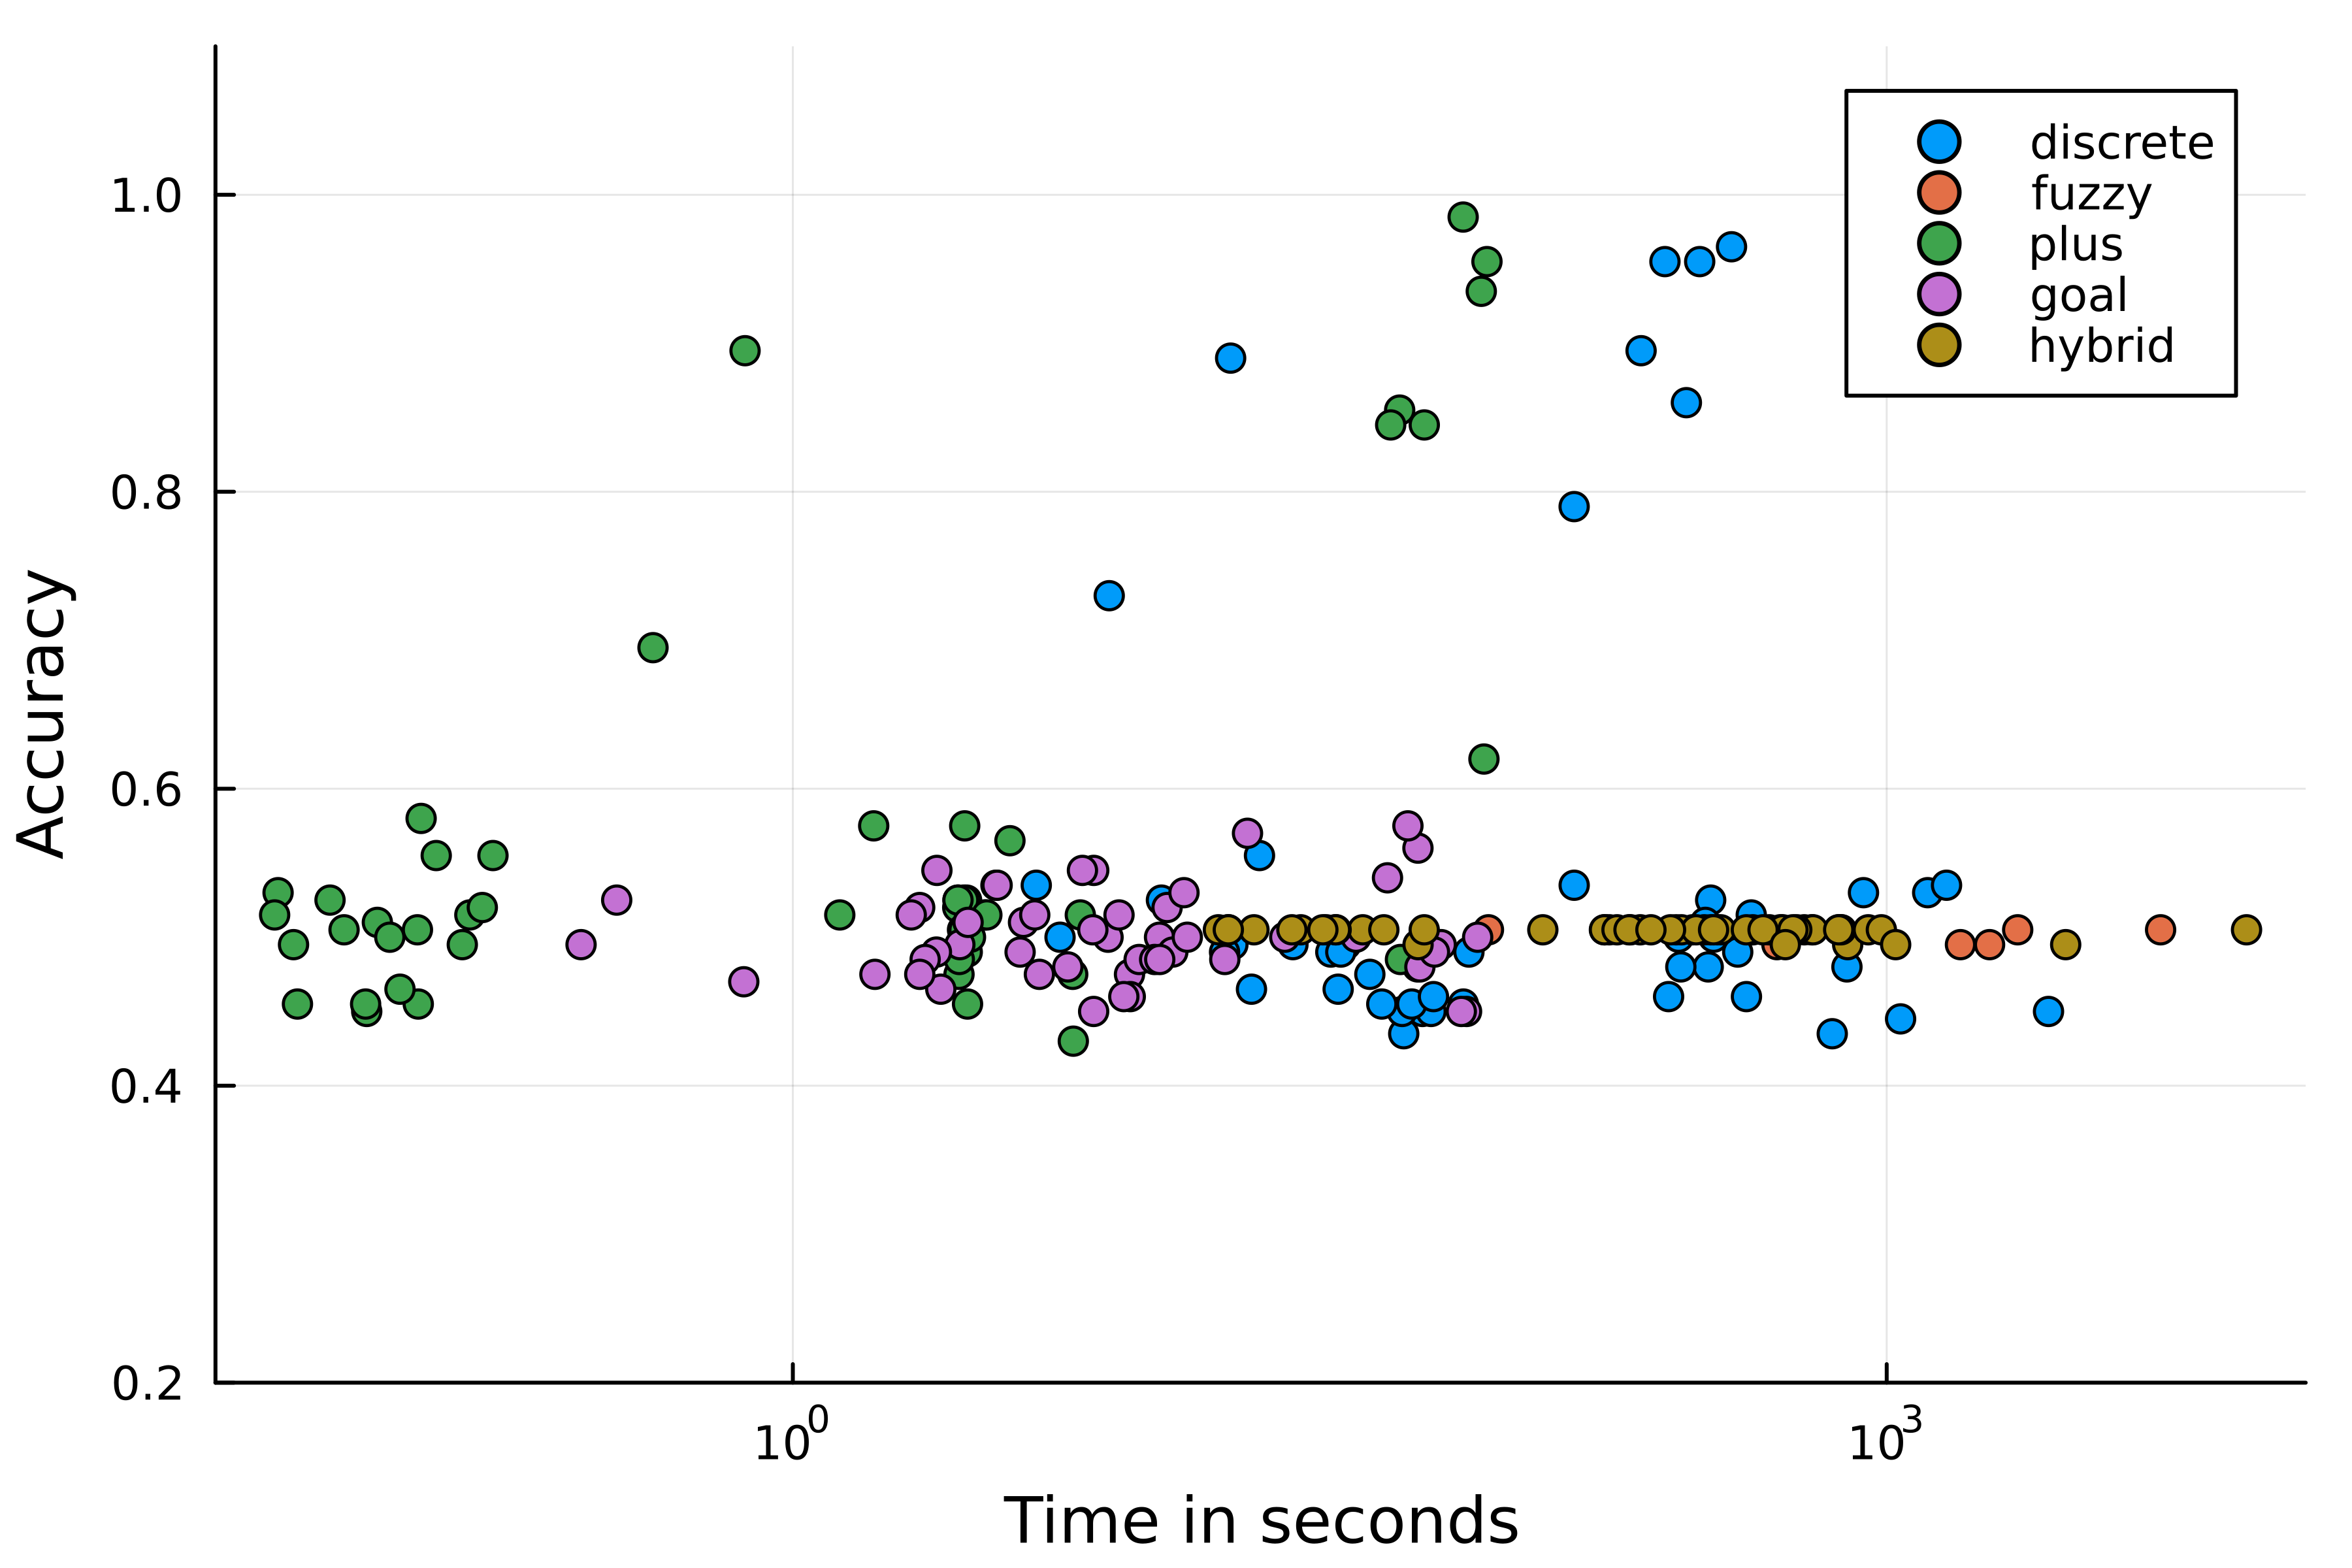 discrete
fuzzy
plus
goal
hybrid
1.0
0.8
0.6
0.4
0.2
Accuracy
10^0
10^3
Time in seconds